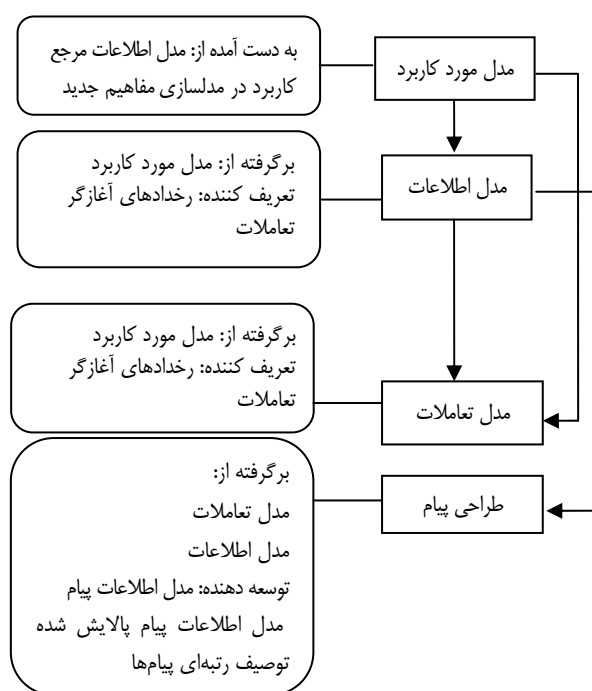 به دست آمده از: مدل اطلاعات مرجع
کاربرد در مدلسازی مفاهیم جدید
مدل مورد کاربرد
برگرفته از: مدل مورد کاربرد
تعریف کننده: رخدادهای آغازگر
تعاملات
مدل اطلاعات
برگرفته از: مدل مورد کاربرد
تعریف کننده: رخدادهای آغازگر
تعاملات
مدل تعاملات
برگرفته از:
مدل تعاملات
مدل اطلاعات
توسعه دهنده: مدل اطلاعات پیام
مدل اطلاعات پیام پالایش شده
توصیف رتبه‌ای پیام‌ها
طراحی پیام